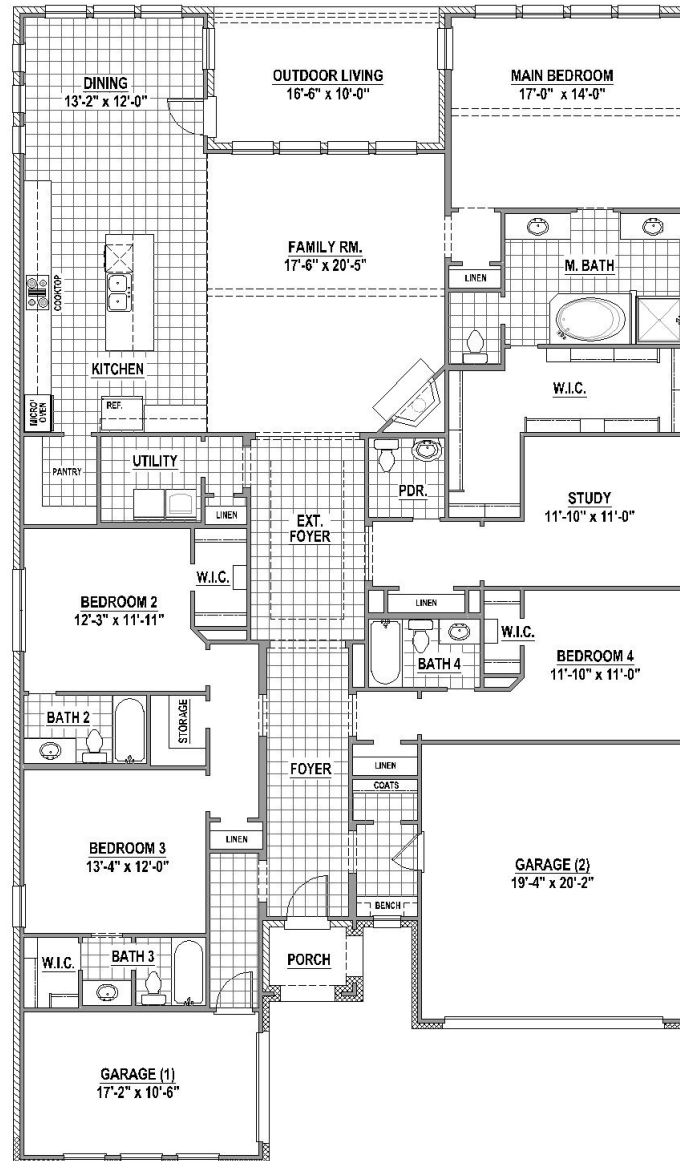 DINING
13'-2" x 12'-0"
OUTDOOR LIVING
16'-6" x 10'-0"
MAIN BEDROOM
17'-0" x 14'-0"
FAMILY RM.
17'-6" x 20'-5"
LINEN
M. BATH
COOKTOP
KITCHEN
MICRO/
OVEN
REF.
W.I.C.
PANTRY
UTILITY
LINEN
EXT.
FOYER
PDR.
STUDY
11'-10" x 11'-0"
BEDROOM 2
12'-3" x 11'-11"
W.I.C.
LINEN
BATH 4
W.I.C.
BEDROOM 4
11'-10" x 11'-0"
BATH 2
STORAGE
FOYER
LINEN
COATS
BEDROOM 3
13'-4" x 12'-0"
LINEN
GARAGE (2)
19'-4" x 20'-2"
BENCH
W.I.C.
BATH 3
PORCH
GARAGE (1)
17'-2" x 10'-6"